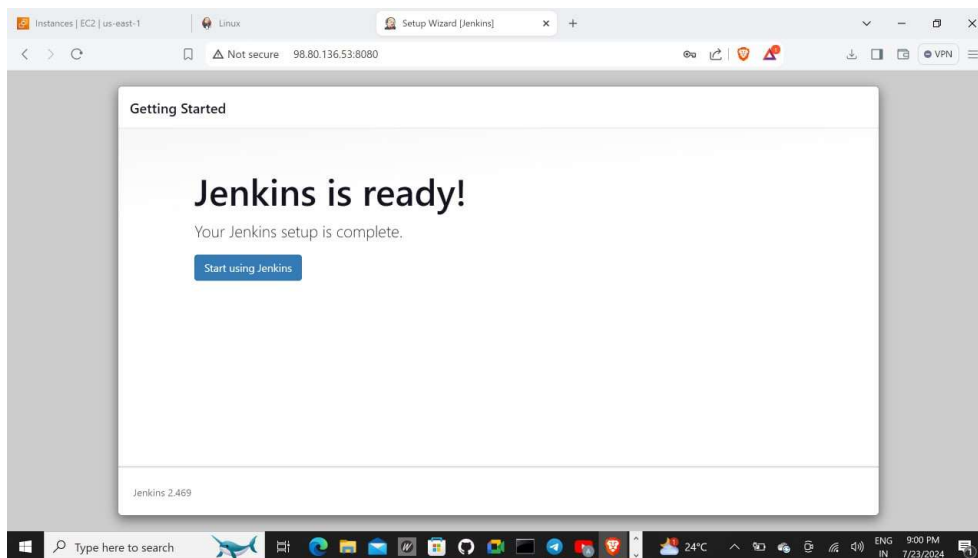 Instances | EC2 | us-east-1
Linux
Setup Wizard [Jenkins]
Not secure 98.80.136.53:8080
VPN
Getting Started
Jenkins is ready!
Your Jenkins setup is complete.
Start using Jenkins
Jenkins 2.469
Type here to search
24°C
ENG
IN
9:00 PM
7/23/2024